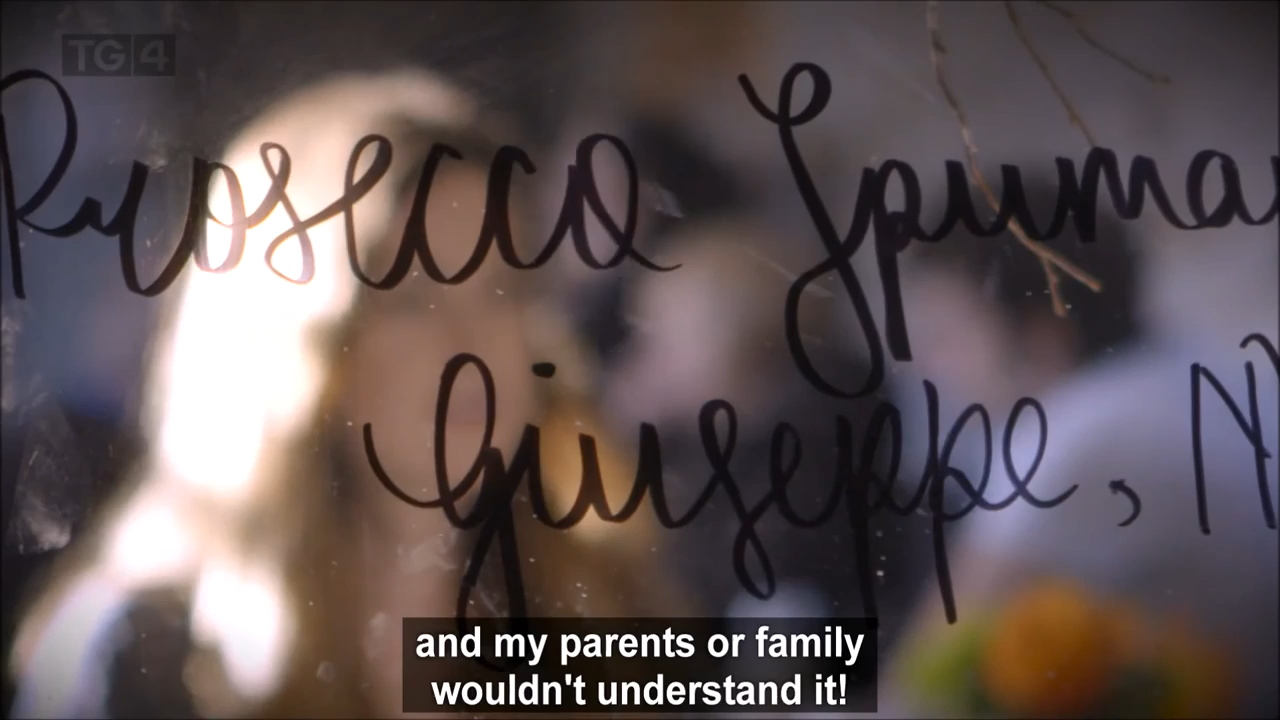 TG4
Prosecco Spuma
Giuseppe, N
and my parents or family
wouldn't understand it!